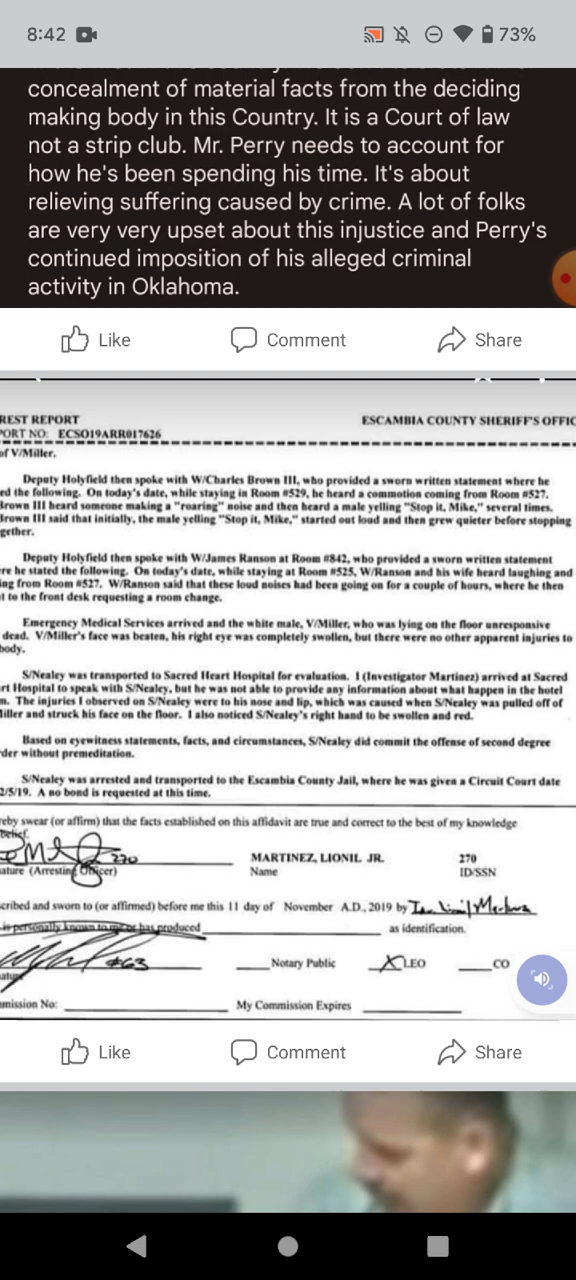 8:42
73%
concealment of material facts from the deciding
making body in this Country. It is a Court of law
not a strip club. Mr. Perry needs to account for
how he's been spending his time. It's about
relieving suffering caused by crime. A lot of folks
are very very upset about this injustice and Perry's
continued imposition of his alleged criminal
activity in Oklahoma.
Like Comment Share
REST REPORT ESCAMBIA COUNTY SHERIFF'S OFFIC
PORT NO: ECSO19ARR017626
of V/Miller.
Deputy Holyfield then spoke with W/Charles Brown III, who provided a sworn written statement where he
ed the following. On today's date, while staying in Room #529, he heard a commotion coming from Room #527.
Brown III heard someone making a "roaring" noise and then heard a male yelling "Stop it, Mike," several times.
Brown III said that initially, the male yelling "Stop it, Mike," started out loud and then grew quieter before stopping
gether.
Deputy Holyfield then spoke with W/James Ranson at Room #842, who provided a sworn written statement
re he stated the following. On today's date, while staying at Room #525, W/Ranson and his wife heard laughing and
ing from Room #527. W/Ranson said that these loud noises had been going on for a couple of hours, where he then
t to the front desk requesting a room change.
Emergency Medical Services arrived and the white male, V/Miller, who was lying on the floor unresponsive
dead. V/Miller's face was beaten, his right eye was completely swollen, but there were no other apparent injuries to
body.
S/Nealey was transported to Sacred Heart Hospital for evaluation. I (Investigator Martinez) arrived at Sacred
rt Hospital to speak with S/Nealey, but he was not able to provide any information about what happen in the hotel
m. The injuries I observed on S/Nealey were to his nose and lip, which was caused when S/Nealey was pulled off of
Miller and struck his face on the floor. I also noticed S/Nealey's right hand to be swollen and red.
Based on eyewitness statements, facts, and circumstances, S/Nealey did commit the offense of second degree
der without premeditation.
S/Nealey was arrested and transported to the Escambia County Jail, where he was given a Circuit Court date
2/5/19. A no bond is requested at this time.
reby swear (or affirm) that the facts established on this affidavit are true and correct to the best of my knowledge
belief.
270 MARTINEZ, LIONIL JR. 270
ature (Arresting Officer) Name ID/SSN
cribed and sworn to (or affirmed) before me this 11 day of November A.D., 2019 by
is personally known to me or has produced as identification.
#63 Notary Public X LEO CO
ature
mmission No: My Commission Expires
Like Comment Share